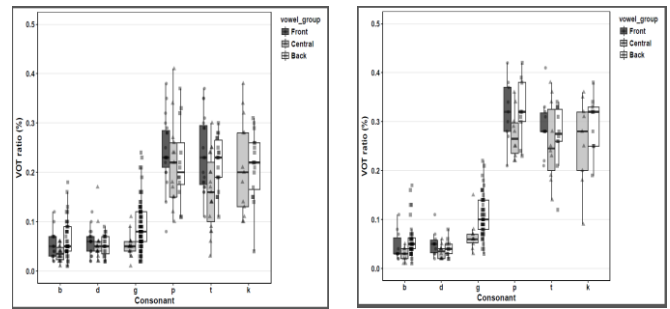 0.5
0.4
0.3
0.2
0.1
0.0
VOT ratio (%)
b d g p t k
Consonant
vowel_group
Front
Central
Back
0.5
0.4
0.3
0.2
0.1
0.0
VOT ratio (%)
b d g p t k
Consonant
vowel_group
Front
Central
Back